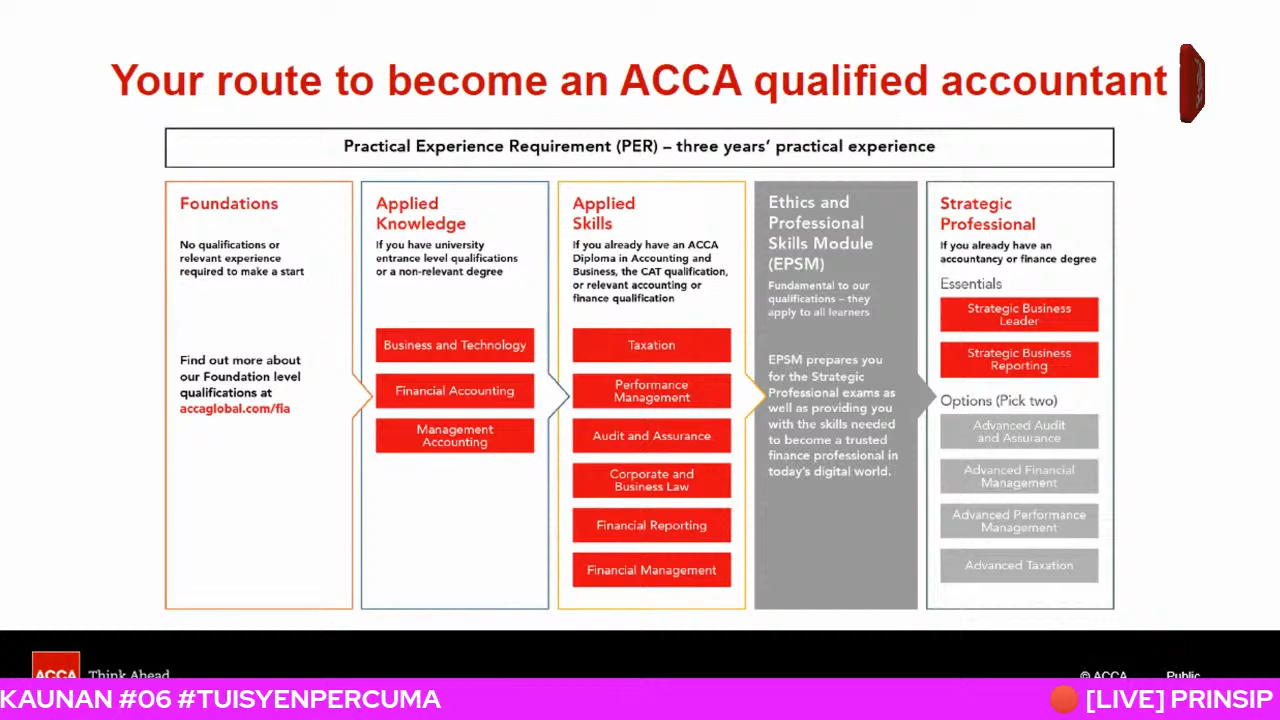 Your route to become an ACCA qualified accountant
Practical Experience Requirement (PER) – three years' practical experience
Foundations
No qualifications or
relevant experience
required to make a start
Find out more about
our Foundation level
qualifications at
accaglobal.com/fia
Applied
Knowledge
If you have university
entrance level qualifications
or a non-relevant degree
Business and Technology
Financial Accounting
Management
Accounting
Applied
Skills
If you already have an ACCA
Diploma in Accounting and
Business, the CAT qualification,
or relevant accounting or
finance qualification
Taxation
Performance
Management
Audit and Assurance
Corporate and
Business Law
Financial Reporting
Financial Management
Ethics and
Professional
Skills Module
(EPSM)
Fundamental to our
qualifications – they
apply to all learners
EPSM prepares you
for the Strategic
Professional exams as
well as providing you
with the skills needed
to become a trusted
finance professional in
today's digital world.
Strategic
Professional
If you already have an
accountancy or finance degree
Essentials
Strategic Business
Leader
Strategic Business
Reporting
Options (Pick two)
Advanced Audit
and Assurance
Advanced Financial
Management
Advanced Performance
Management
Advanced Taxation
ACCA Think Ahead
© ACCA Public
KAUNAN #06 #TUISYENPERCUMA
[LIVE] PRINSIP